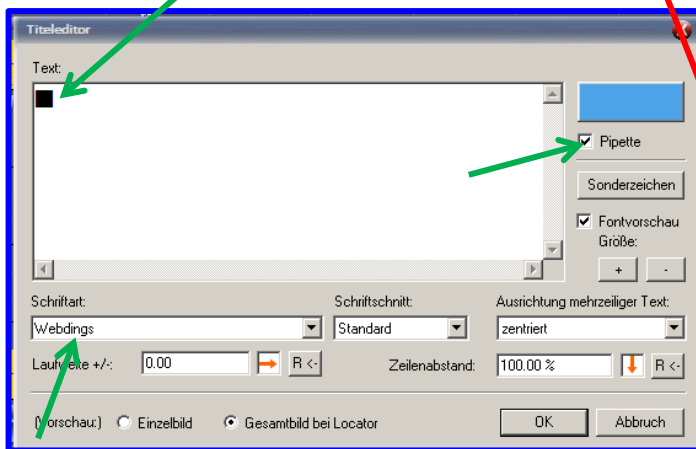 Titeleditor
Text:
Pipette
Sonderzeichen
Fontvorschau
Größe:
+ -
Schriftart: Schriftschnitt: Ausrichtung mehrzeiliger Text:
Webdings Standard zentriert
Laufweite +/-: 0.00 R <- Zeilenabstand: 100.00 % R <-
(Vorschau:) Einzelbild Gesamtbild bei Locator OK Abbruch